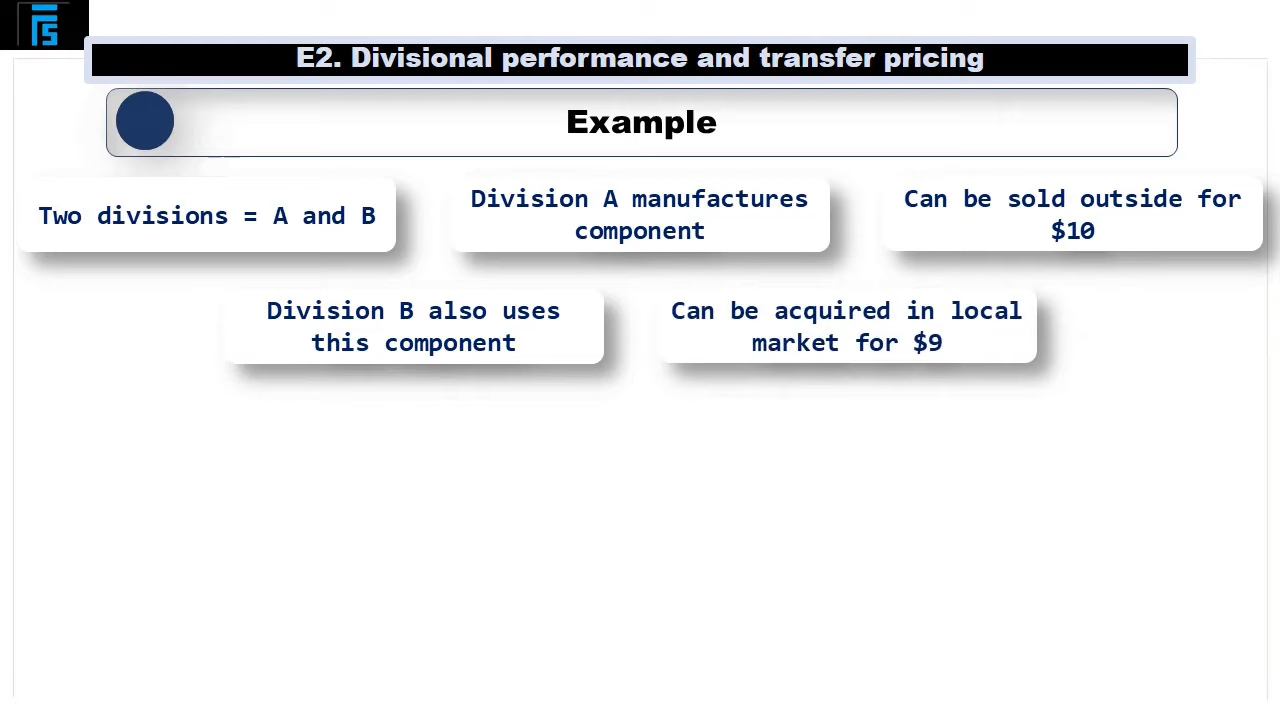 E2. Divisional performance and transfer pricing
Example
Two divisions = A and B
Division A manufactures
component
Can be sold outside for
$10
Division B also uses
this component
Can be acquired in local
market for $9